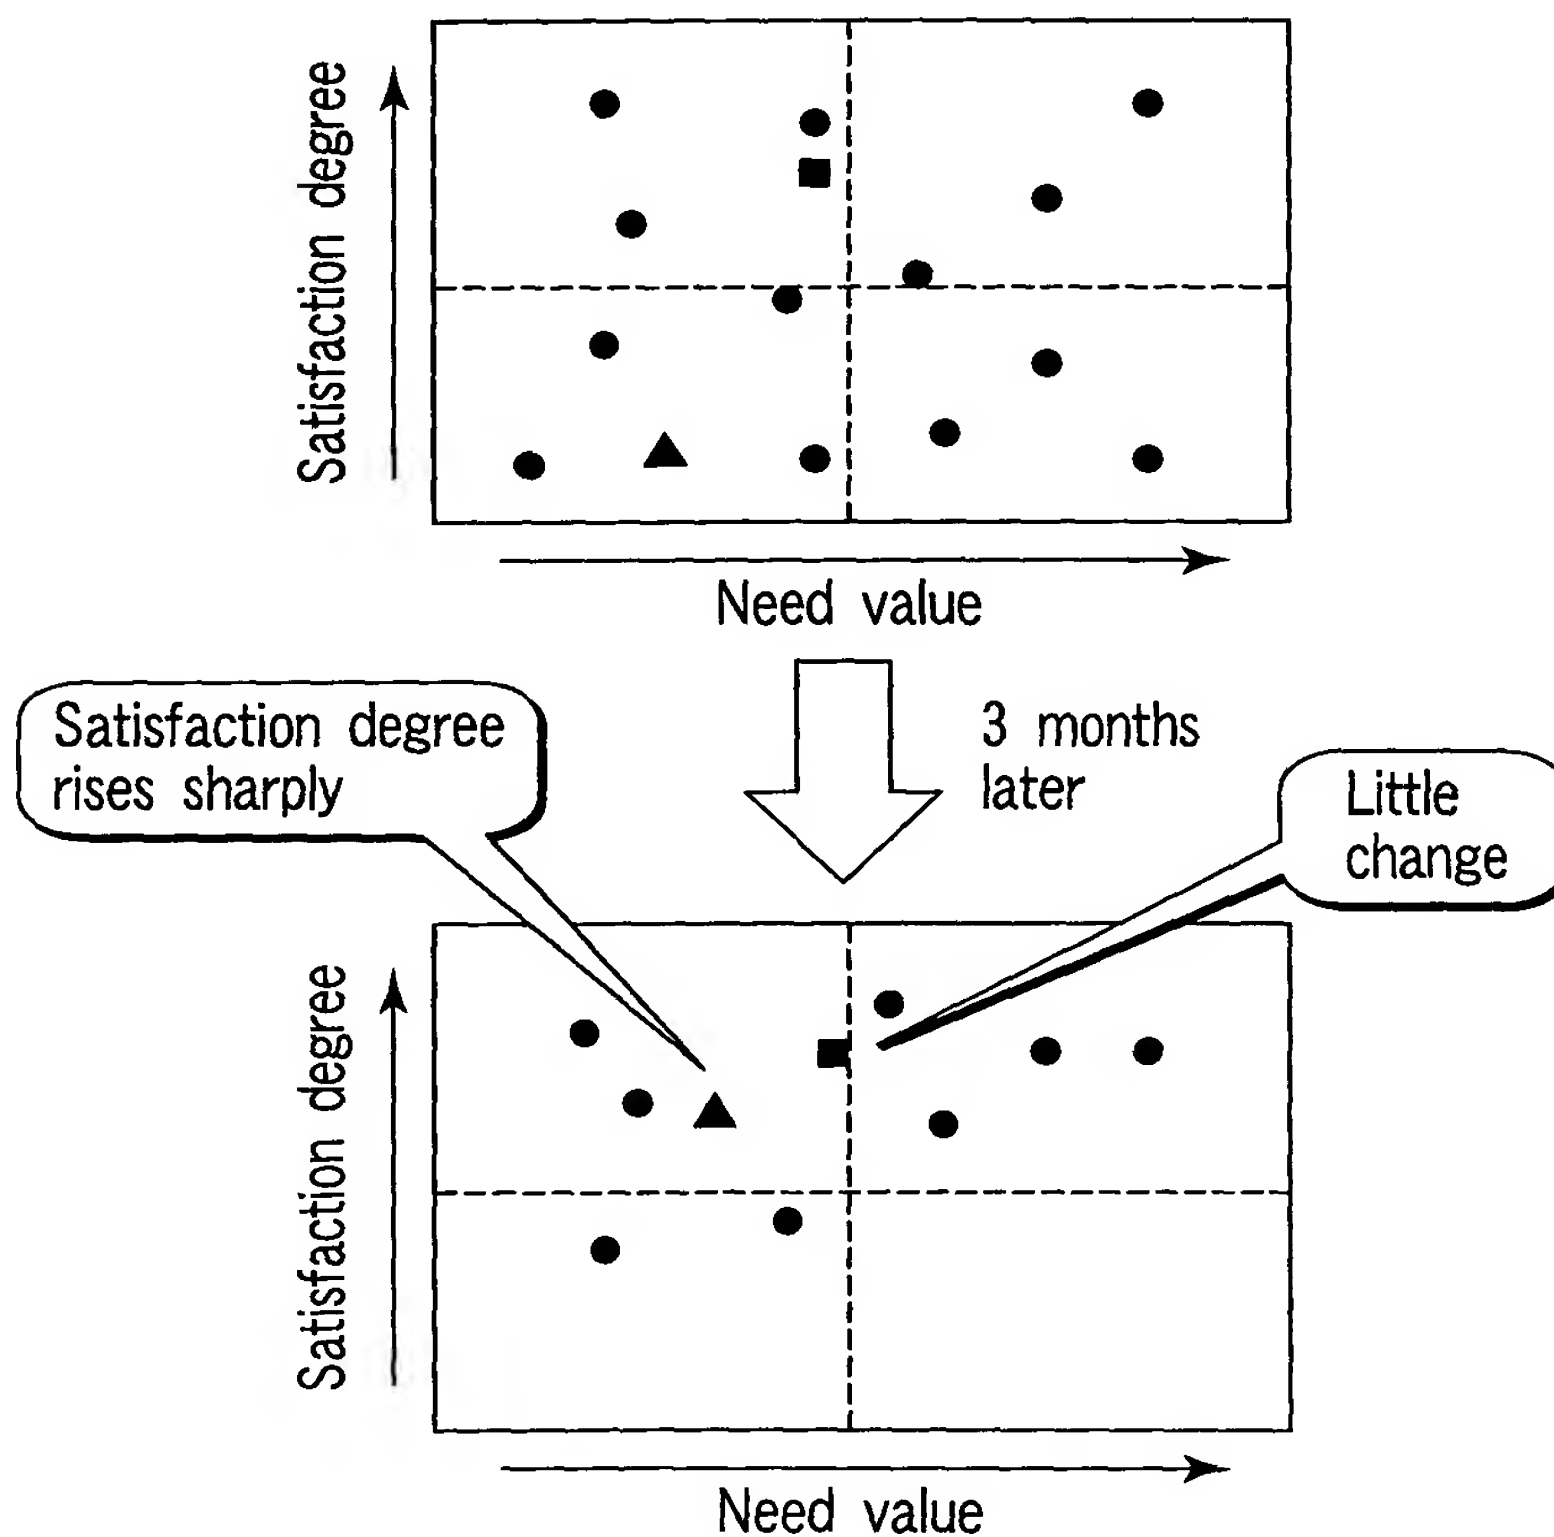 Satisfaction degree
Need value
Satisfaction degree
rises sharply
3 months
later
Little
change
Satisfaction degree
Need value